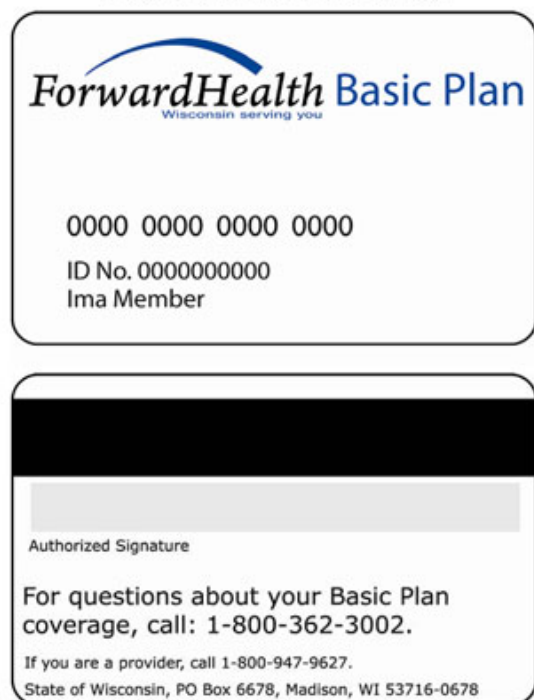 ForwardHealth Basic Plan
Wisconsin serving you
0000 0000 0000 0000
ID No. 0000000000
Ima Member
Authorized Signature
For questions about your Basic Plan
coverage, call: 1-800-362-3002.
If you are a provider, call 1-800-947-9627.
State of Wisconsin, PO Box 6678, Madison, WI 53716-0678